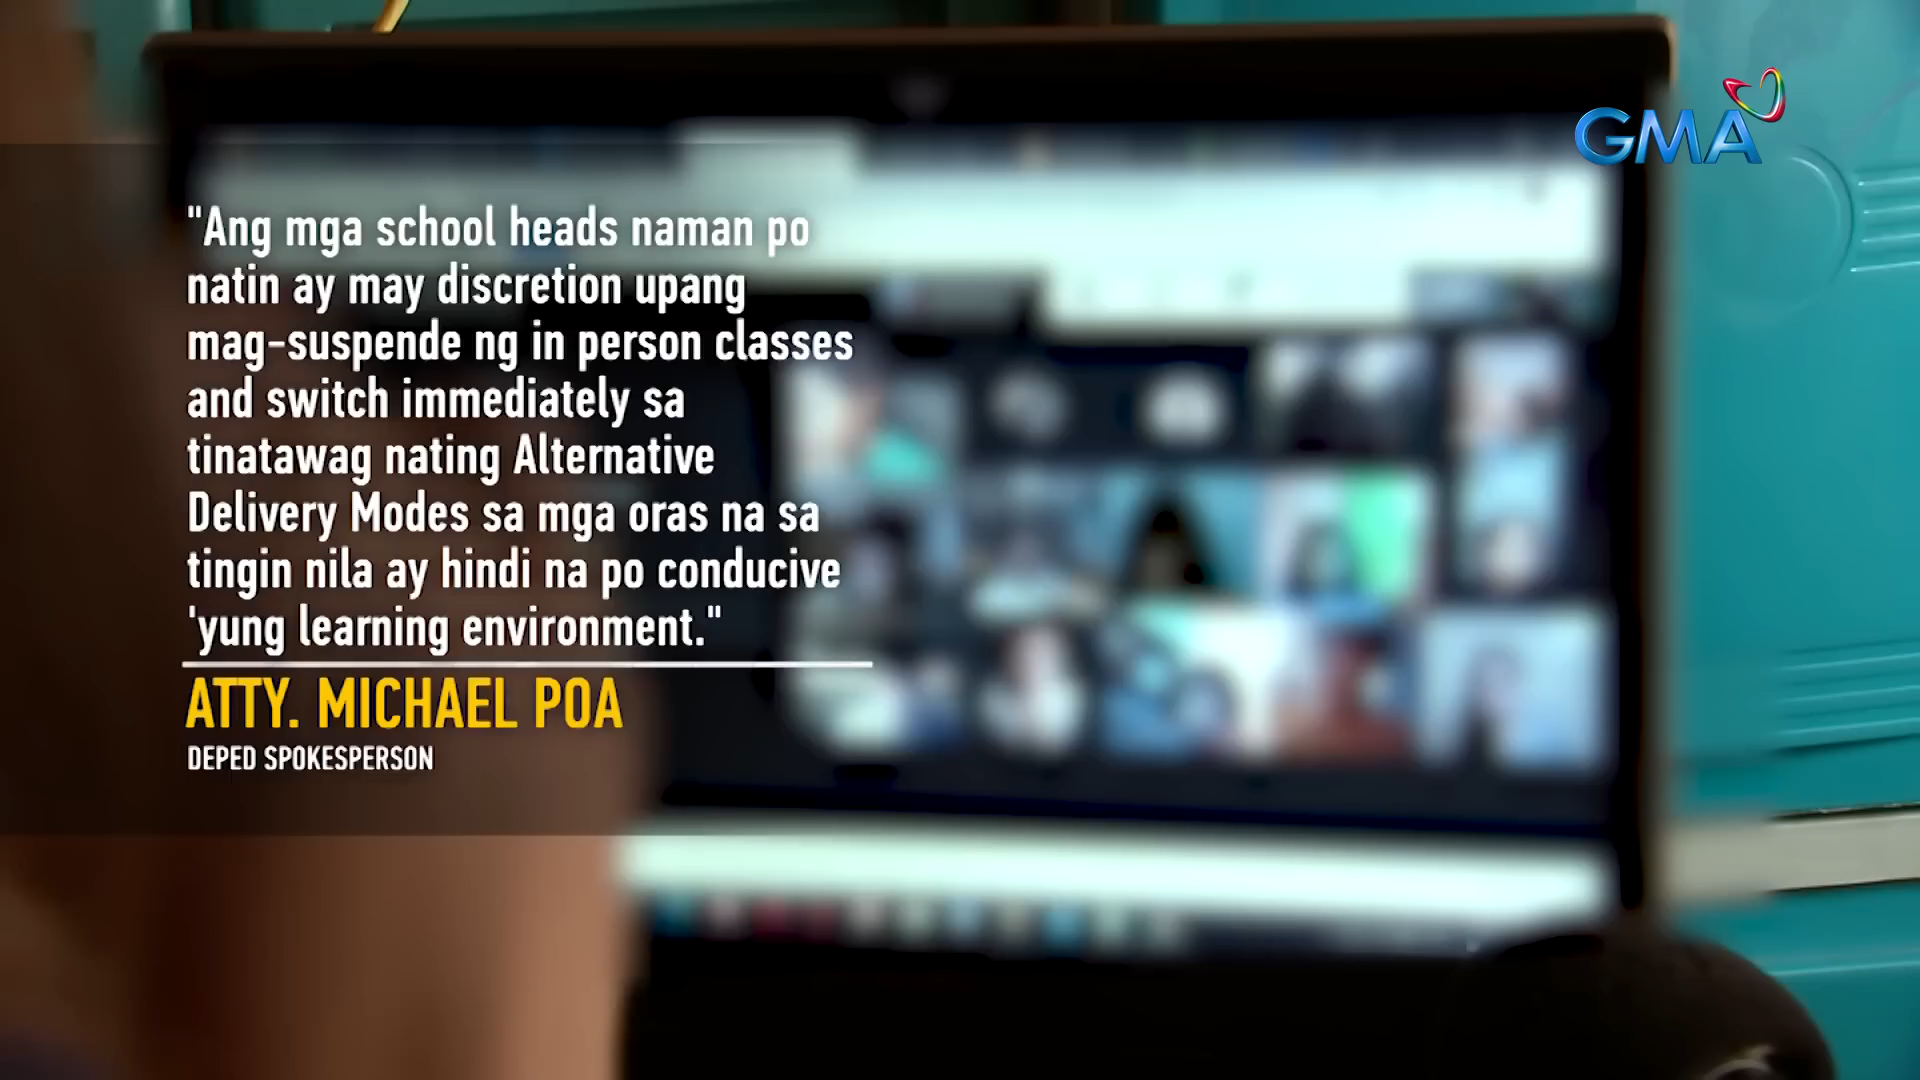 GMA
"Ang mga school heads naman po
natin ay may discretion upang
mag-suspende ng in person classes
and switch immediately sa
tinatawag nating Alternative
Delivery Modes sa mga oras na sa
tingin nila ay hindi na po conducive
'yung learning environment."
ATTY. MICHAEL POA
DEPED SPOKESPERSON